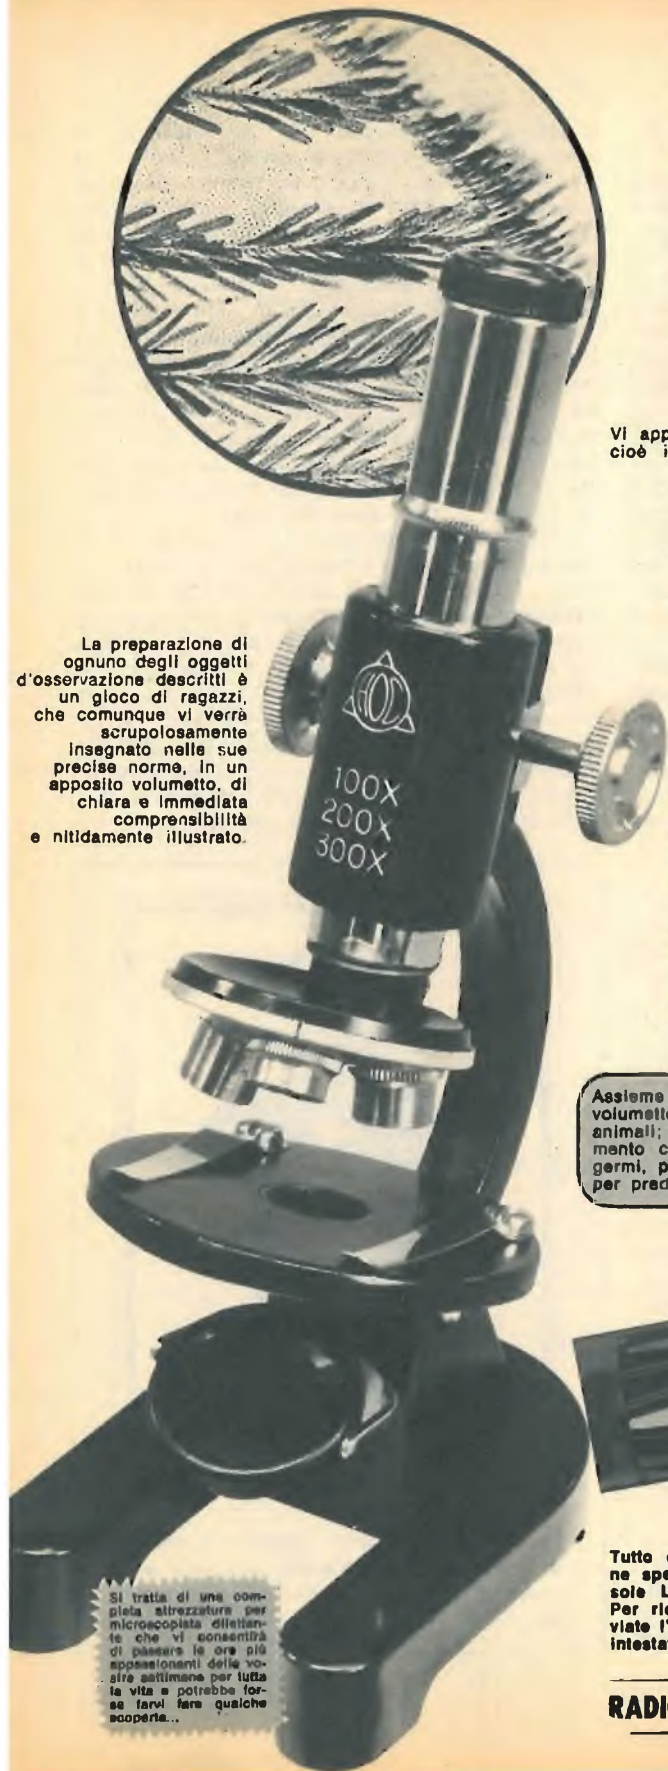 Vi app
cioè i
La preparazione di
ognuno degli oggetti
d'osservazione descritti è
un gioco di ragazzi,
che comunque vi verrà
scrupolosamente
insegnato nelle sue
precise norme, in un
apposito volumetto, di
chiara e immediata
comprensibilità
e nitidamente illustrato.
HOC
100X
200X
300X
Assieme
volumetto
animali;
mento c
germi, p
per pred
Tutto
ne spe
sole L
Per ri
viate l'
intesta
Si tratta di una com-
pleta attrezzatura per
microscopista dilettan-
te che vi consentirà
di passare le ore più
appassionanti delle vo-
stre settimane per tutta
la vita e potrebbe for-
se farvi fare qualche
scoperta...
RADI